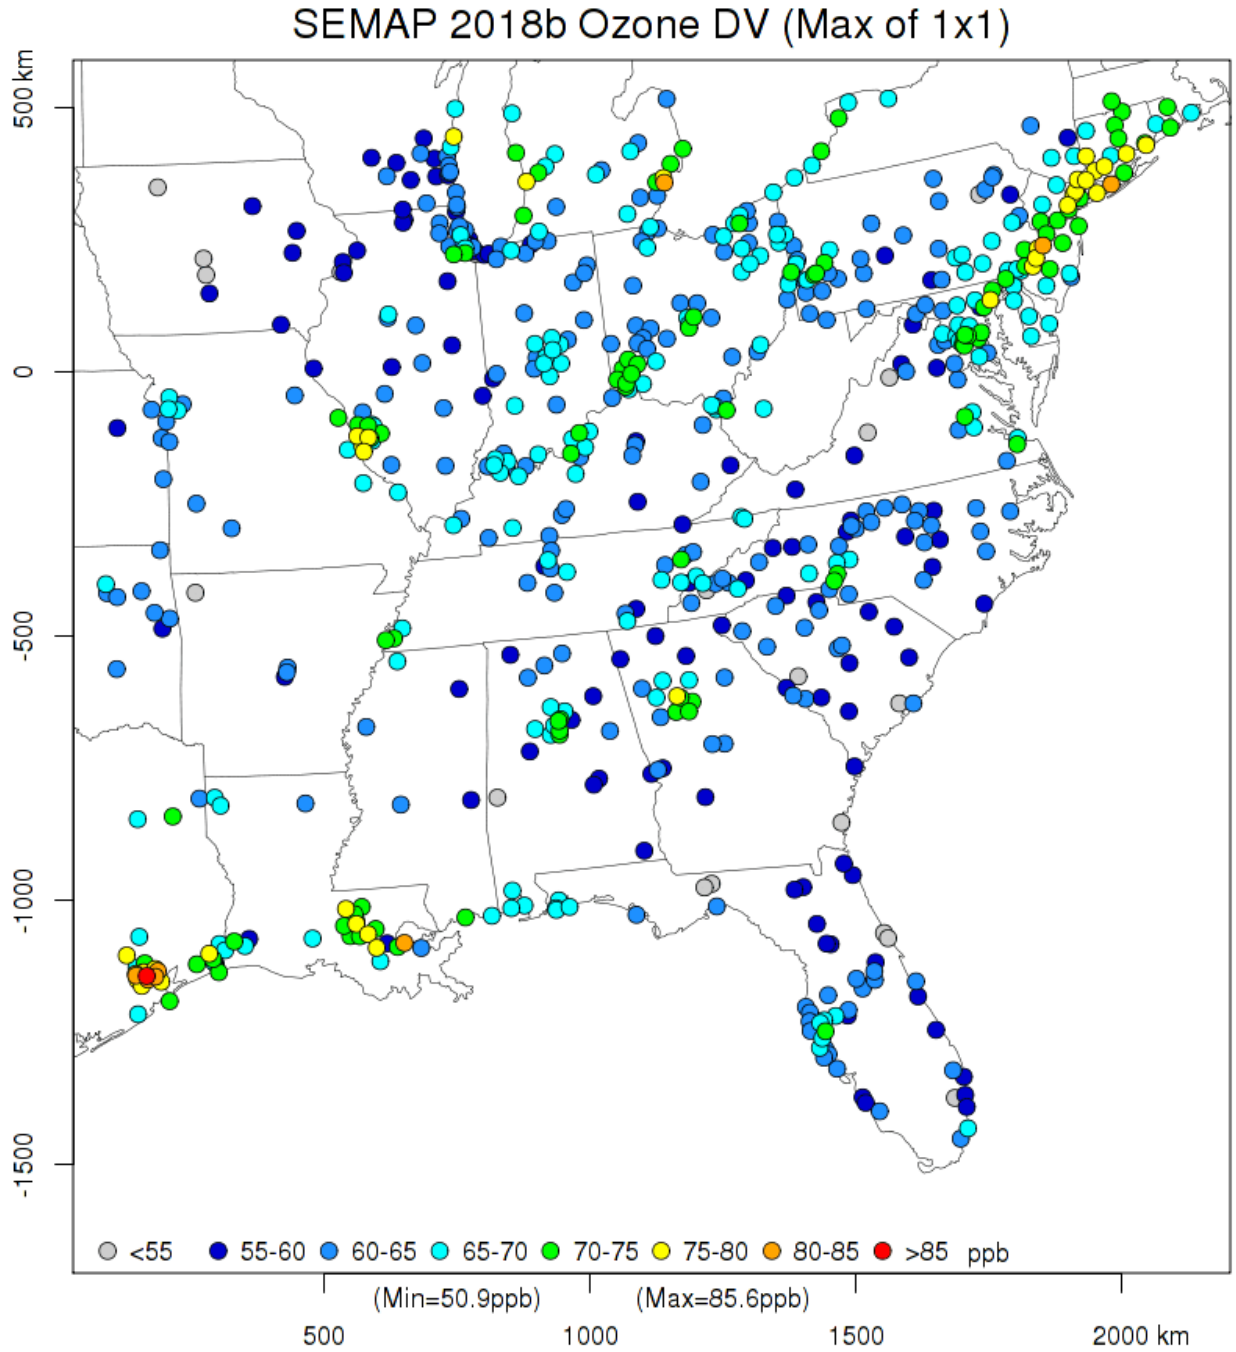 SEMAP 2018b Ozone DV (Max of 1x1)
500 km
0
-500
-1000
-1500
<55 55-60 60-65 65-70 70-75 75-80 80-85 >85 ppb
(Min=50.9ppb) (Max=85.6ppb)
500 1000 1500 2000 km